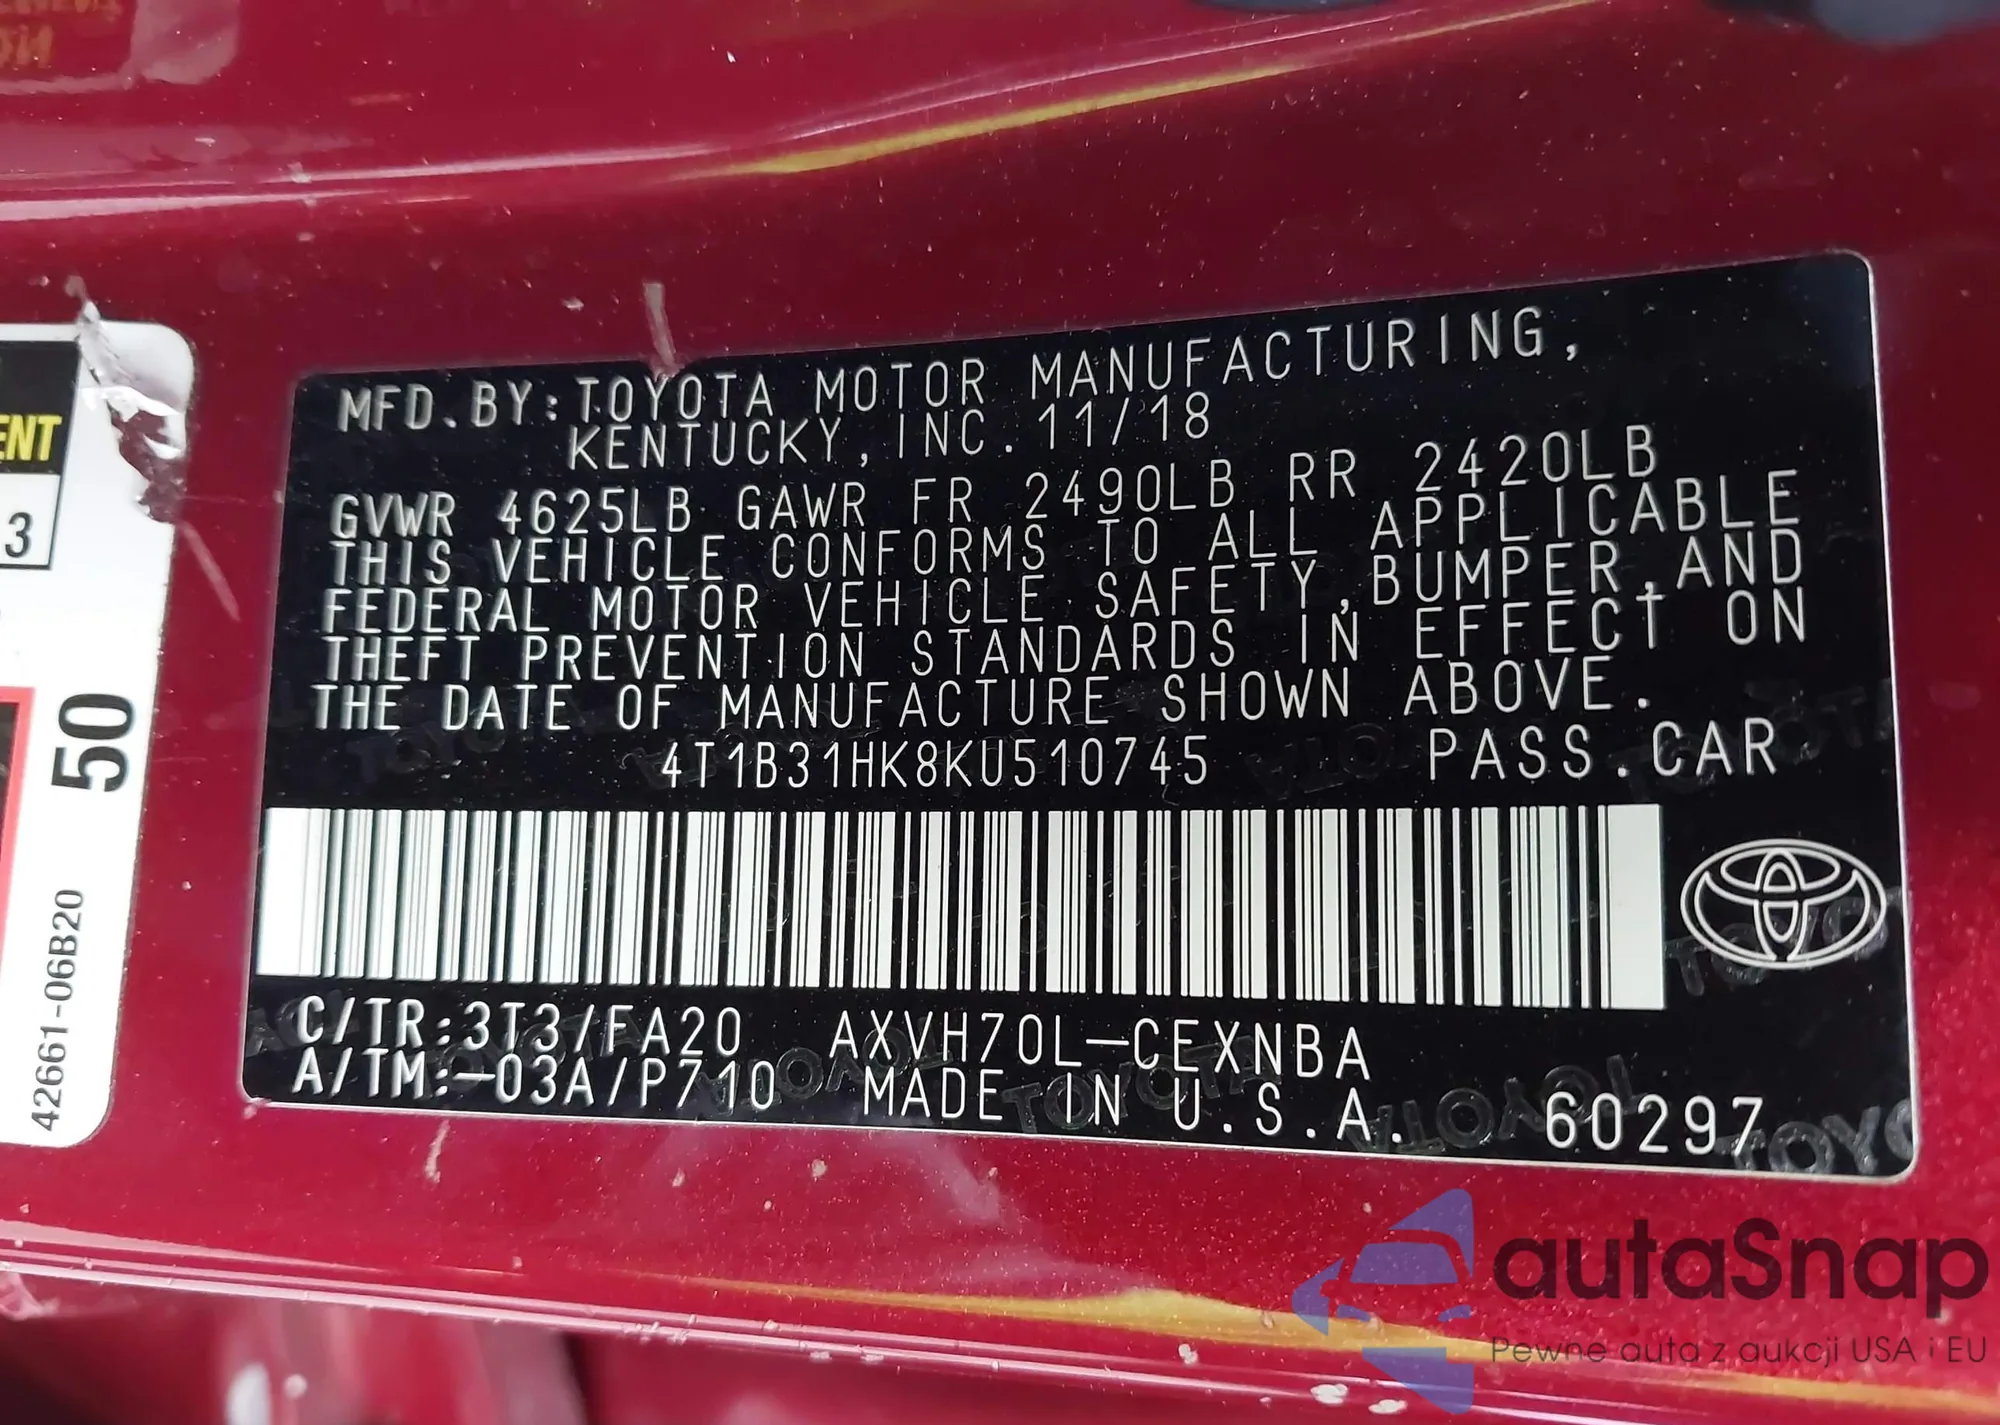 MFD.BY:TOYOTA MOTOR MANUFACTURING,
KENTUCKY,INC.11/18
GVWR 4625LB GAWR FR 2490LB RR 2420LB
THIS VEHICLE CONFORMS TO ALL APPLICABLE
FEDERAL MOTOR VEHICLE SAFETY,BUMPER,AND
THEFT PREVENTION STANDARDS IN EFFECT ON
THE DATE OF MANUFACTURE SHOWN ABOVE.
4T1B31HK8KU510745 PASS.CAR
C/TR:3T3/FA20 AXVH70L-CEXNBA
A/TM:-03A/P710 MADE IN U.S.A. 60297
3
50
42661-06B20
autaSnap
Pewne auta z aukcji USA i EU